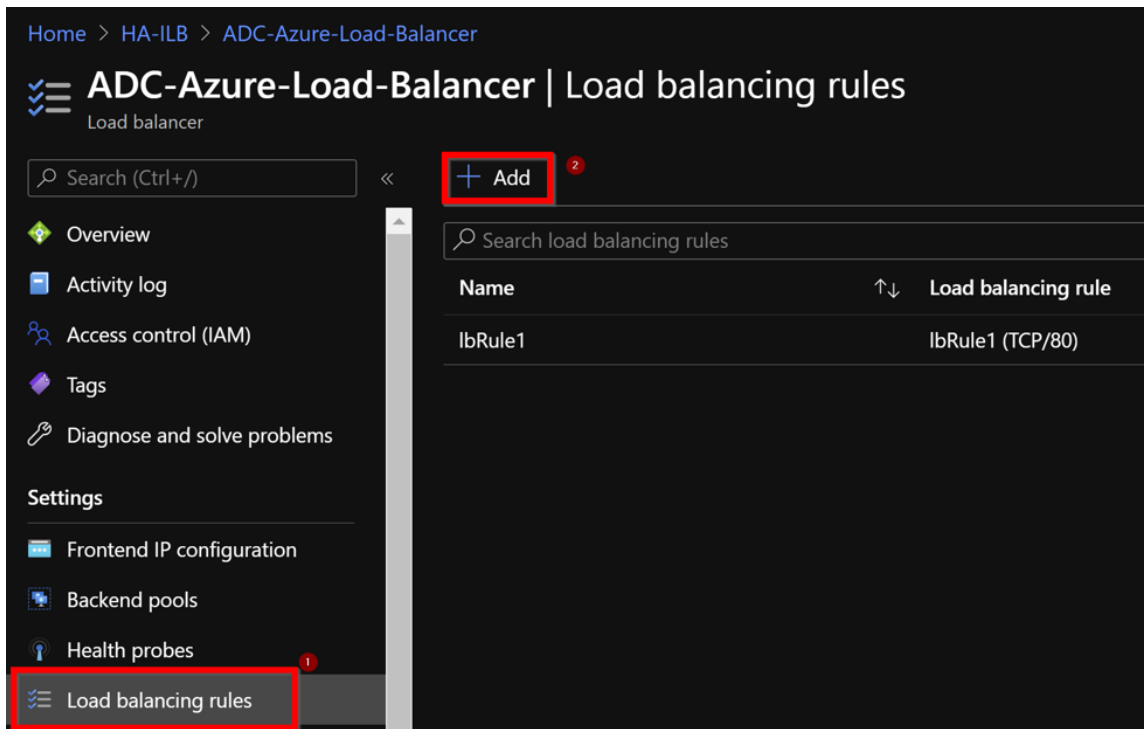 Home > HA-ILB > ADC-Azure-Load-Balancer
ADC-Azure-Load-Balancer | Load balancing rules
Load balancer
Search (Ctrl+/)
«
Overview
Activity log
Access control (IAM)
Tags
Diagnose and solve problems
Settings
Frontend IP configuration
Backend pools
Health probes
1
Load balancing rules
+ Add
2
Search load balancing rules
Name ↑↓ Load balancing rule
lbRule1 lbRule1 (TCP/80)